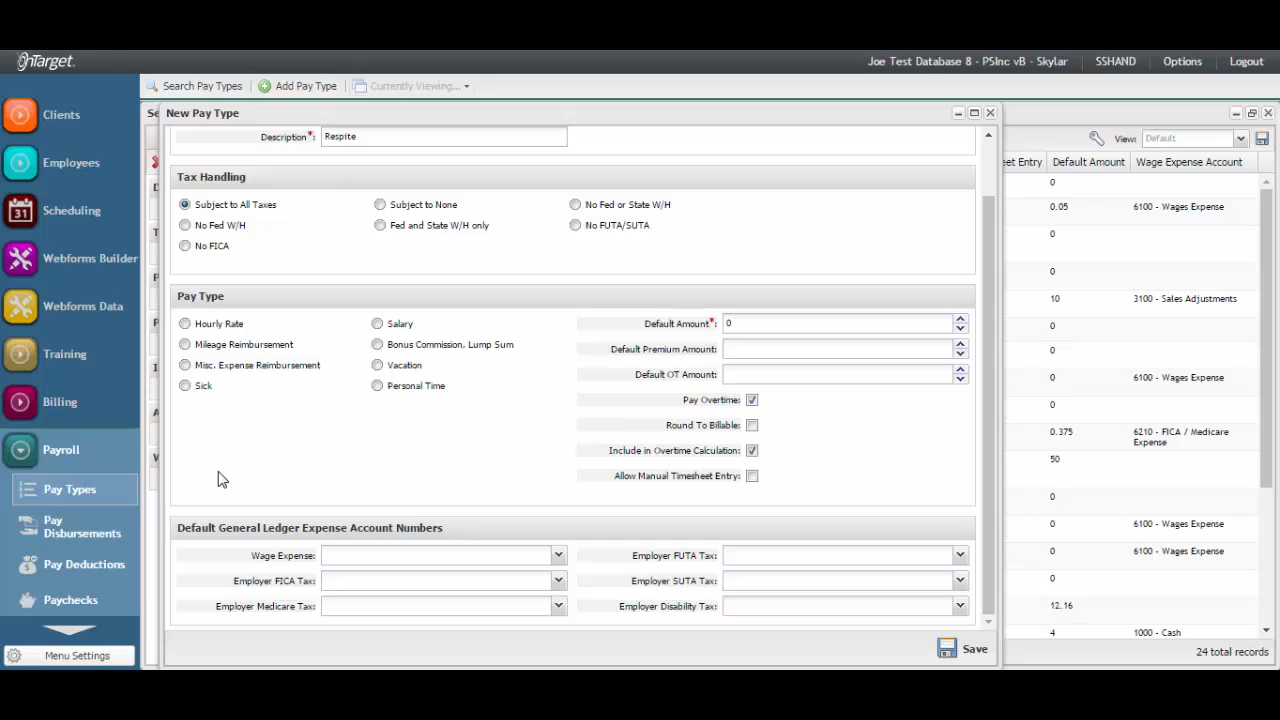 onTarget.
Joe Test Database 8 - PSInc vB - Skylar
SSHAND
Options
Logout
Search Pay Types
Add Pay Type
Currently Viewing...
Clients
Employees
31
Scheduling
Webforms Builder
Webforms Data
Training
Billing
Payroll
Pay Types
Pay
Disbursements
Pay Deductions
Paychecks
Menu Settings
Se
New Pay Type
Description*:
Respite
Tax Handling
Subject to All Taxes
Subject to None
No Fed or State W/H
No Fed W/H
Fed and State W/H only
No FUTA/SUTA
No FICA
Pay Type
Hourly Rate
Salary
Default Amount*:
0
Mileage Reimbursement
Bonus Commission, Lump Sum
Default Premium Amount:
Misc. Expense Reimbursement
Vacation
Default OT Amount:
Sick
Personal Time
Pay Overtime:
Round To Billable:
Include in Overtime Calculation:
Allow Manual Timesheet Entry:
Default General Ledger Expense Account Numbers
Wage Expense:
Employer FUTA Tax:
Employer FICA Tax:
Employer SUTA Tax:
Employer Medicare Tax:
Employer Disability Tax:
Save
View:
Default
et Entry
Default Amount
Wage Expense Account
0
0.05
6100 - Wages Expense
0
0
10
3100 - Sales Adjustments
0
0
0
6100 - Wages Expense
0
0.375
6210 - FICA / Medicare
Expense
50
0
0
6100 - Wages Expense
0
6100 - Wages Expense
0
12.16
4
1000 - Cash
24 total records